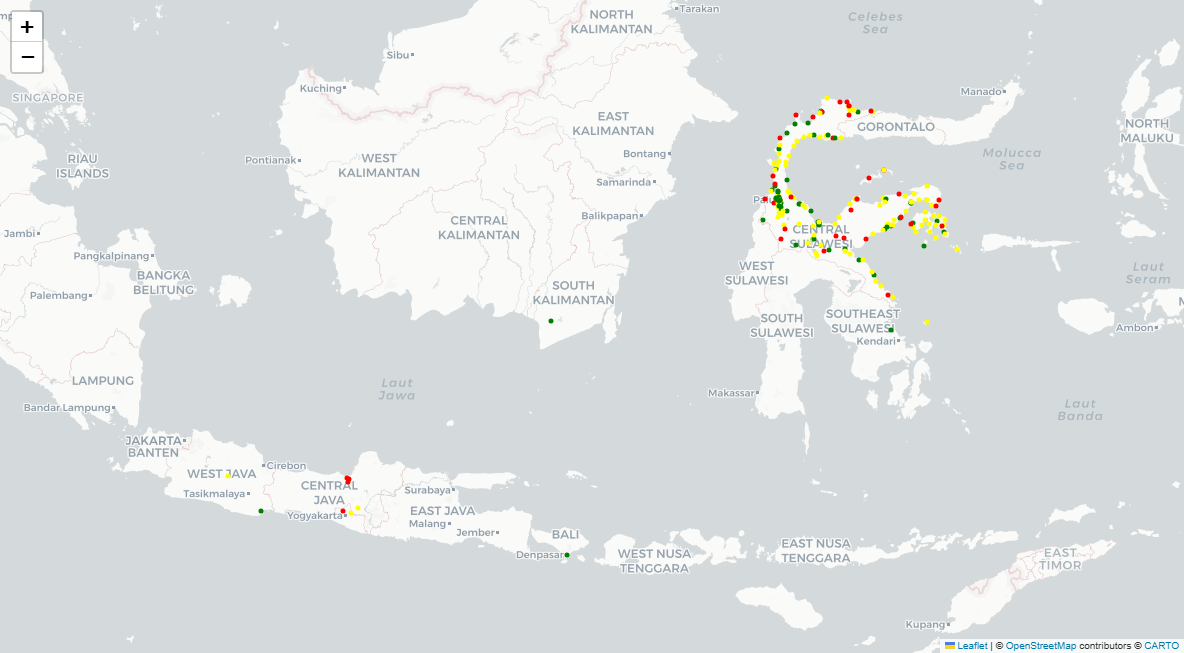 +
−
NORTH
KALIMANTAN
Tarakan
Celebes
Sea
Sibu
Kuching
SINGAPORE
Manado
NORTH
MALUKU
EAST
KALIMANTAN
GORONTALO
RIAU
ISLANDS
Pontianak
WEST
KALIMANTAN
Bontang
Molucca
Sea
Samarinda
Balikpapan
CENTRAL
KALIMANTAN
CENTRAL
SULAWESI
Jambi
Pangkalpinang
BANGKA
BELITUNG
Palembang
WEST
SULAWESI
Laut
Seram
SOUTH
KALIMANTAN
SOUTH
SULAWESI
SOUTHEAST
SULAWESI
Kendari
Ambon
LAMPUNG
Bandar Lampung
Laut
Jawa
Makassar
Laut
Banda
JAKARTA
BANTEN
Cirebon
WEST JAVA
Tasikmalaya
CENTRAL
JAVA
Yogyakarta
Surabaya
EAST JAVA
Malang
Jember
BALI
Denpasar
WEST NUSA
TENGGARA
EAST NUSA
TENGGARA
EAST
TIMOR
Kupang
Leaflet | © OpenStreetMap contributors © CARTO